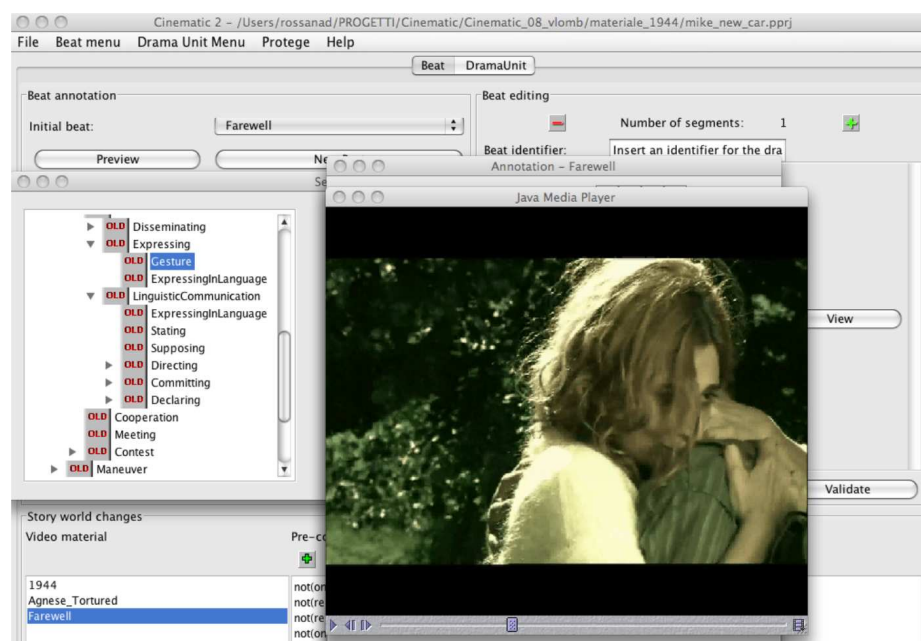 Cinematic 2 – /Users/rossanad/PROGETTI/Cinematic/Cinematic_08_vlomb/materiale_1944/mike_new_car.pprj
File Beat menu Drama Unit Menu Protege Help
Beat DramaUnit
Beat annotation
Beat editing
Initial beat: Farewell
Number of segments: 1
Beat identifier: Insert an identifier for the dra
Preview
Annotation – Farewell
Java Media Player
OLD Disseminating
OLD Expressing
OLD Gesture
OLD ExpressingInLanguage
OLD LinguisticCommunication
OLD ExpressingInLanguage
OLD Stating
OLD Supposing
OLD Directing
OLD Committing
OLD Declaring
OLD Cooperation
OLD Meeting
OLD Contest
OLD Maneuver
View
Validate
Story world changes
Video material
1944
Agnese_Tortured
Farewell